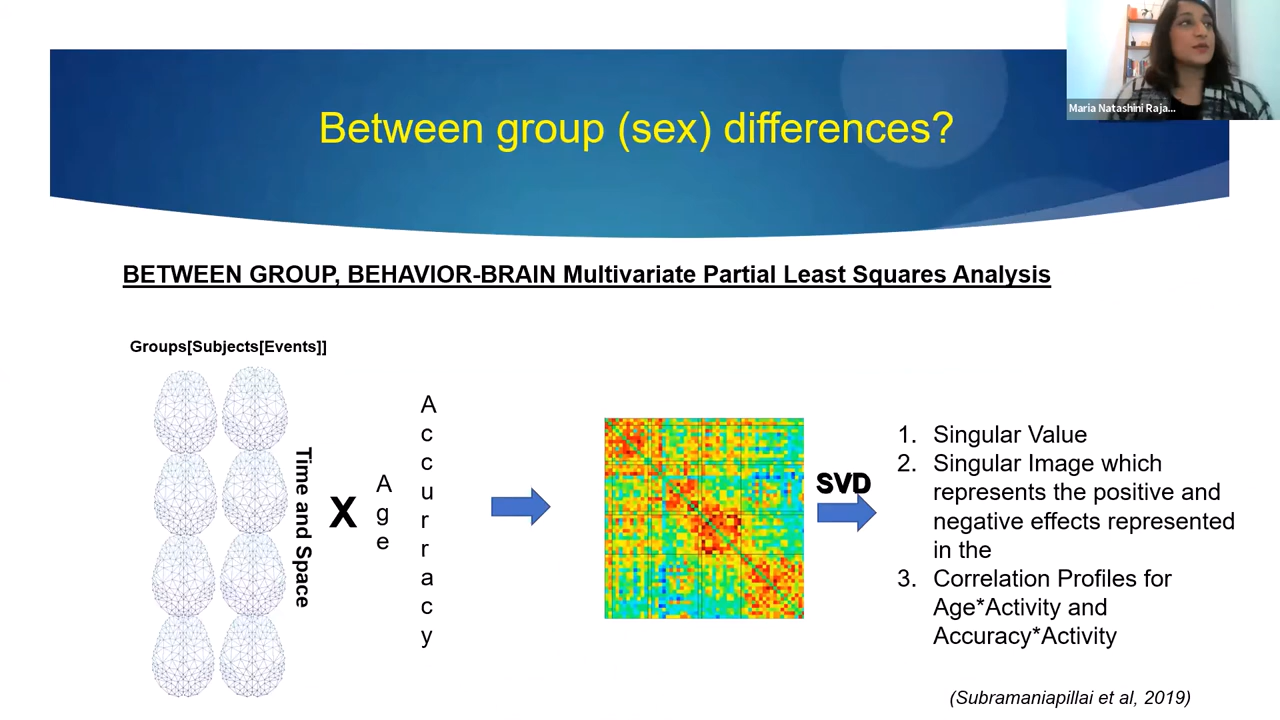 Maria Natashini Raja...
Between group (sex) differences?
BETWEEN GROUP, BEHAVIOR-BRAIN Multivariate Partial Least Squares Analysis
Groups[Subjects[Events]]
Time and Space
X
Age
Accurracy
SVD
1. Singular Value
2. Singular Image which
represents the positive and
negative effects represented
in the
3. Correlation Profiles for
Age*Activity and
Accuracy*Activity
(Subramaniapillai et al, 2019)